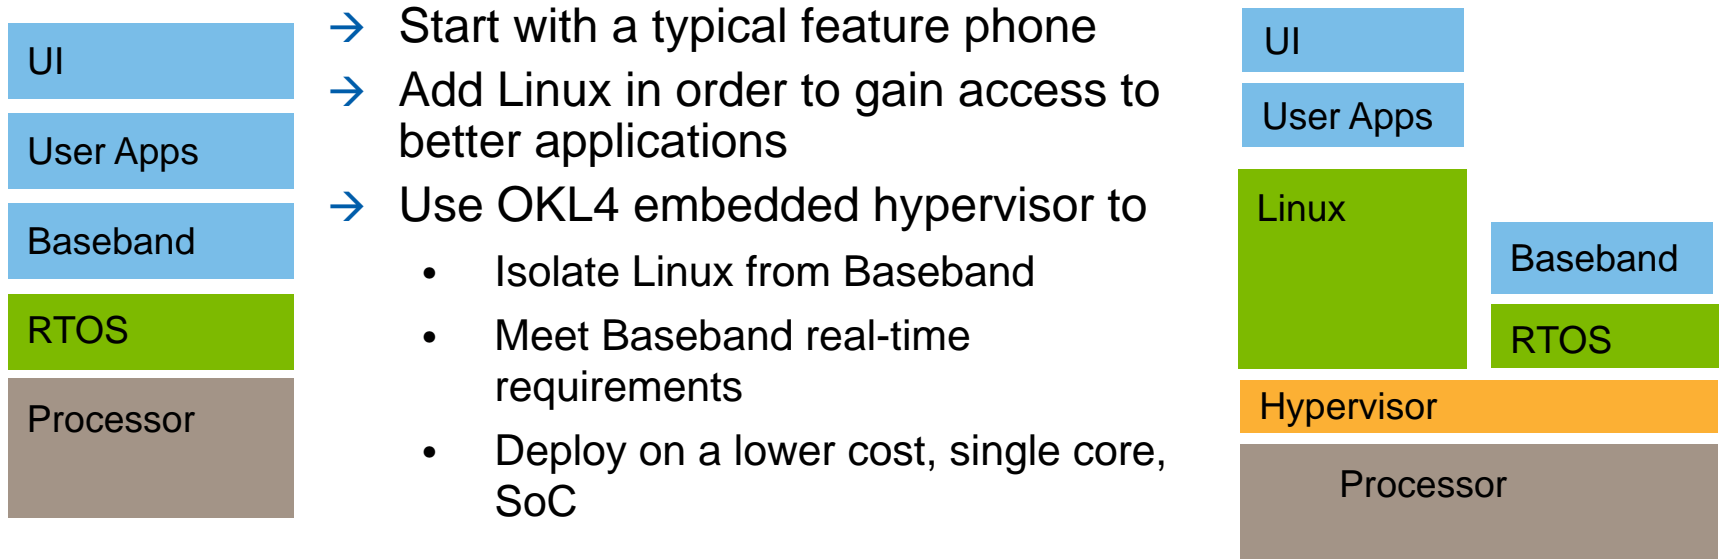 UI
User Apps
Baseband
RTOS
Processor
→ Start with a typical feature phone
→ Add Linux in order to gain access to
better applications
→ Use OKL4 embedded hypervisor to
• Isolate Linux from Baseband
• Meet Baseband real-time
requirements
• Deploy on a lower cost, single core,
SoC
UI
User Apps
Linux
Baseband
RTOS
Hypervisor
Processor